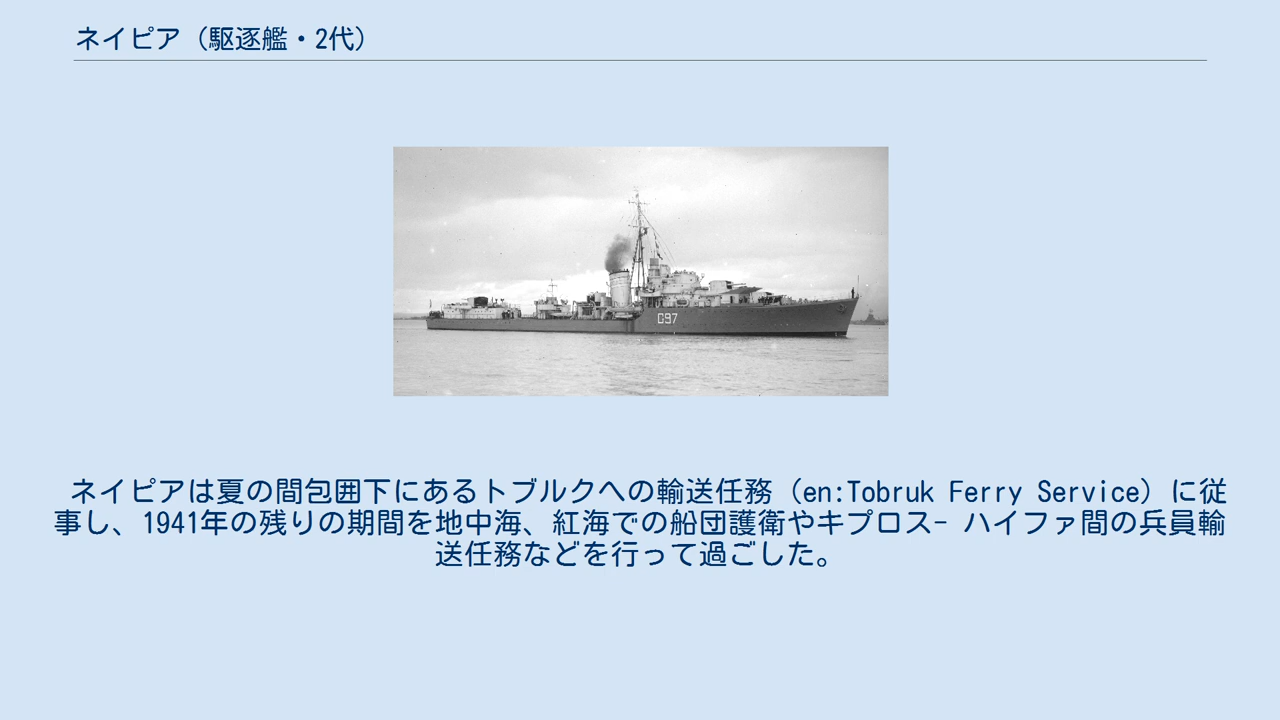 ネイピア（駆逐艦・2代）
G97
ネイピアは夏の間包囲下にあるトブルクへの輸送任務（en:Tobruk Ferry Service）に従
事し、1941年の残りの期間を地中海、紅海での船団護衛やキプロス- ハイファ間の兵員輸
送任務などを行って過ごした。